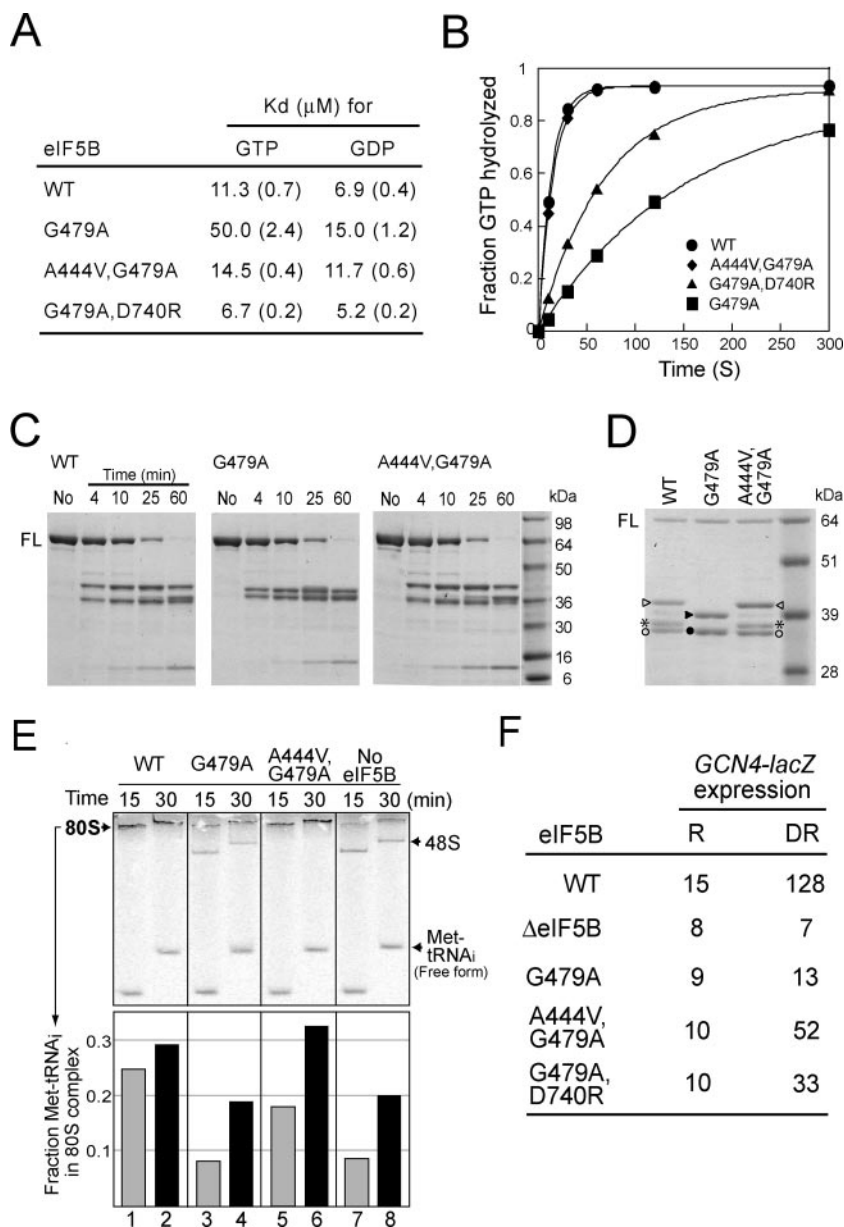 A
Kd (μM) for
eIF5B GTP GDP
WT 11.3 (0.7) 6.9 (0.4)
G479A 50.0 (2.4) 15.0 (1.2)
A444V,G479A 14.5 (0.4) 11.7 (0.6)
G479A,D740R 6.7 (0.2) 5.2 (0.2)
B
Fraction GTP hydrolyzed
1
0.8
0.6
0.4
0.2
0
0 50 100 150 200 250 300
Time (S)
WT
A444V,G479A
G479A,D740R
G479A
C
WT G479A A444V,G479A
Time (min)
No 4 10 25 60 No 4 10 25 60 No 4 10 25 60 kDa
FL
98
64
50
36
30
16
6
D
WT G479A A444V, G479A kDa
FL
64
51
39
28
*
*
E
WT G479A A444V, G479A No eIF5B
Time 15 30 15 30 15 30 15 30 (min)
80S
48S
Met-tRNAi
(Free form)
Fraction Met-tRNAi
in 80S complex
0.3
0.2
0.1
1 2 3 4 5 6 7 8
F
GCN4-lacZ
expression
eIF5B R DR
WT 15 128
ΔeIF5B 8 7
G479A 9 13
A444V,
G479A 10 52
G479A,
D740R 10 33